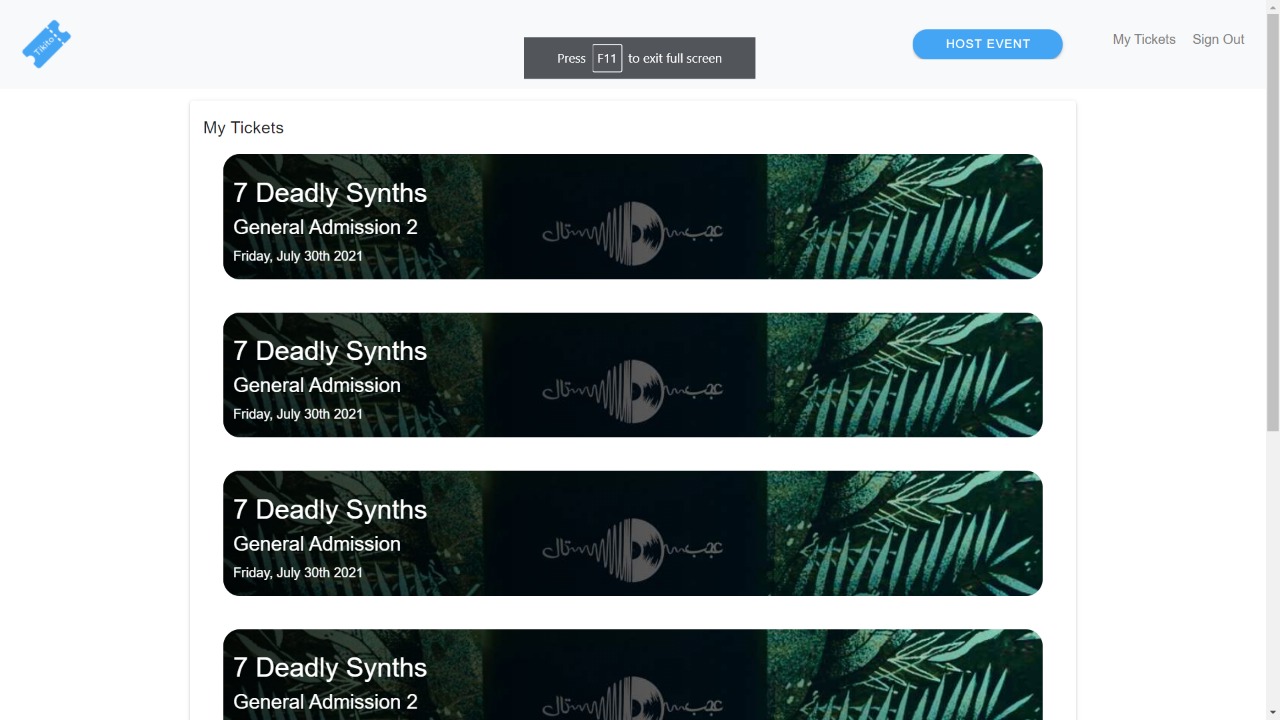 Tikito
HOST EVENT
My Tickets
Sign Out
Press F11 to exit full screen
My Tickets
7 Deadly Synths
General Admission 2
Friday, July 30th 2021
7 Deadly Synths
General Admission
Friday, July 30th 2021
7 Deadly Synths
General Admission
Friday, July 30th 2021
7 Deadly Synths
General Admission 2